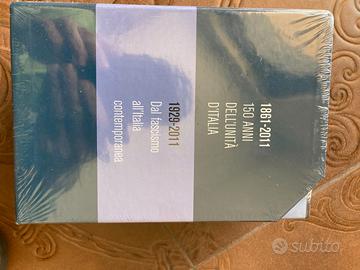 1861-2011
150 ANNI
DELL'UNITÀ
D'ITALIA
1929-2011
Dal fascismo
all'Italia
contemporanea
subito